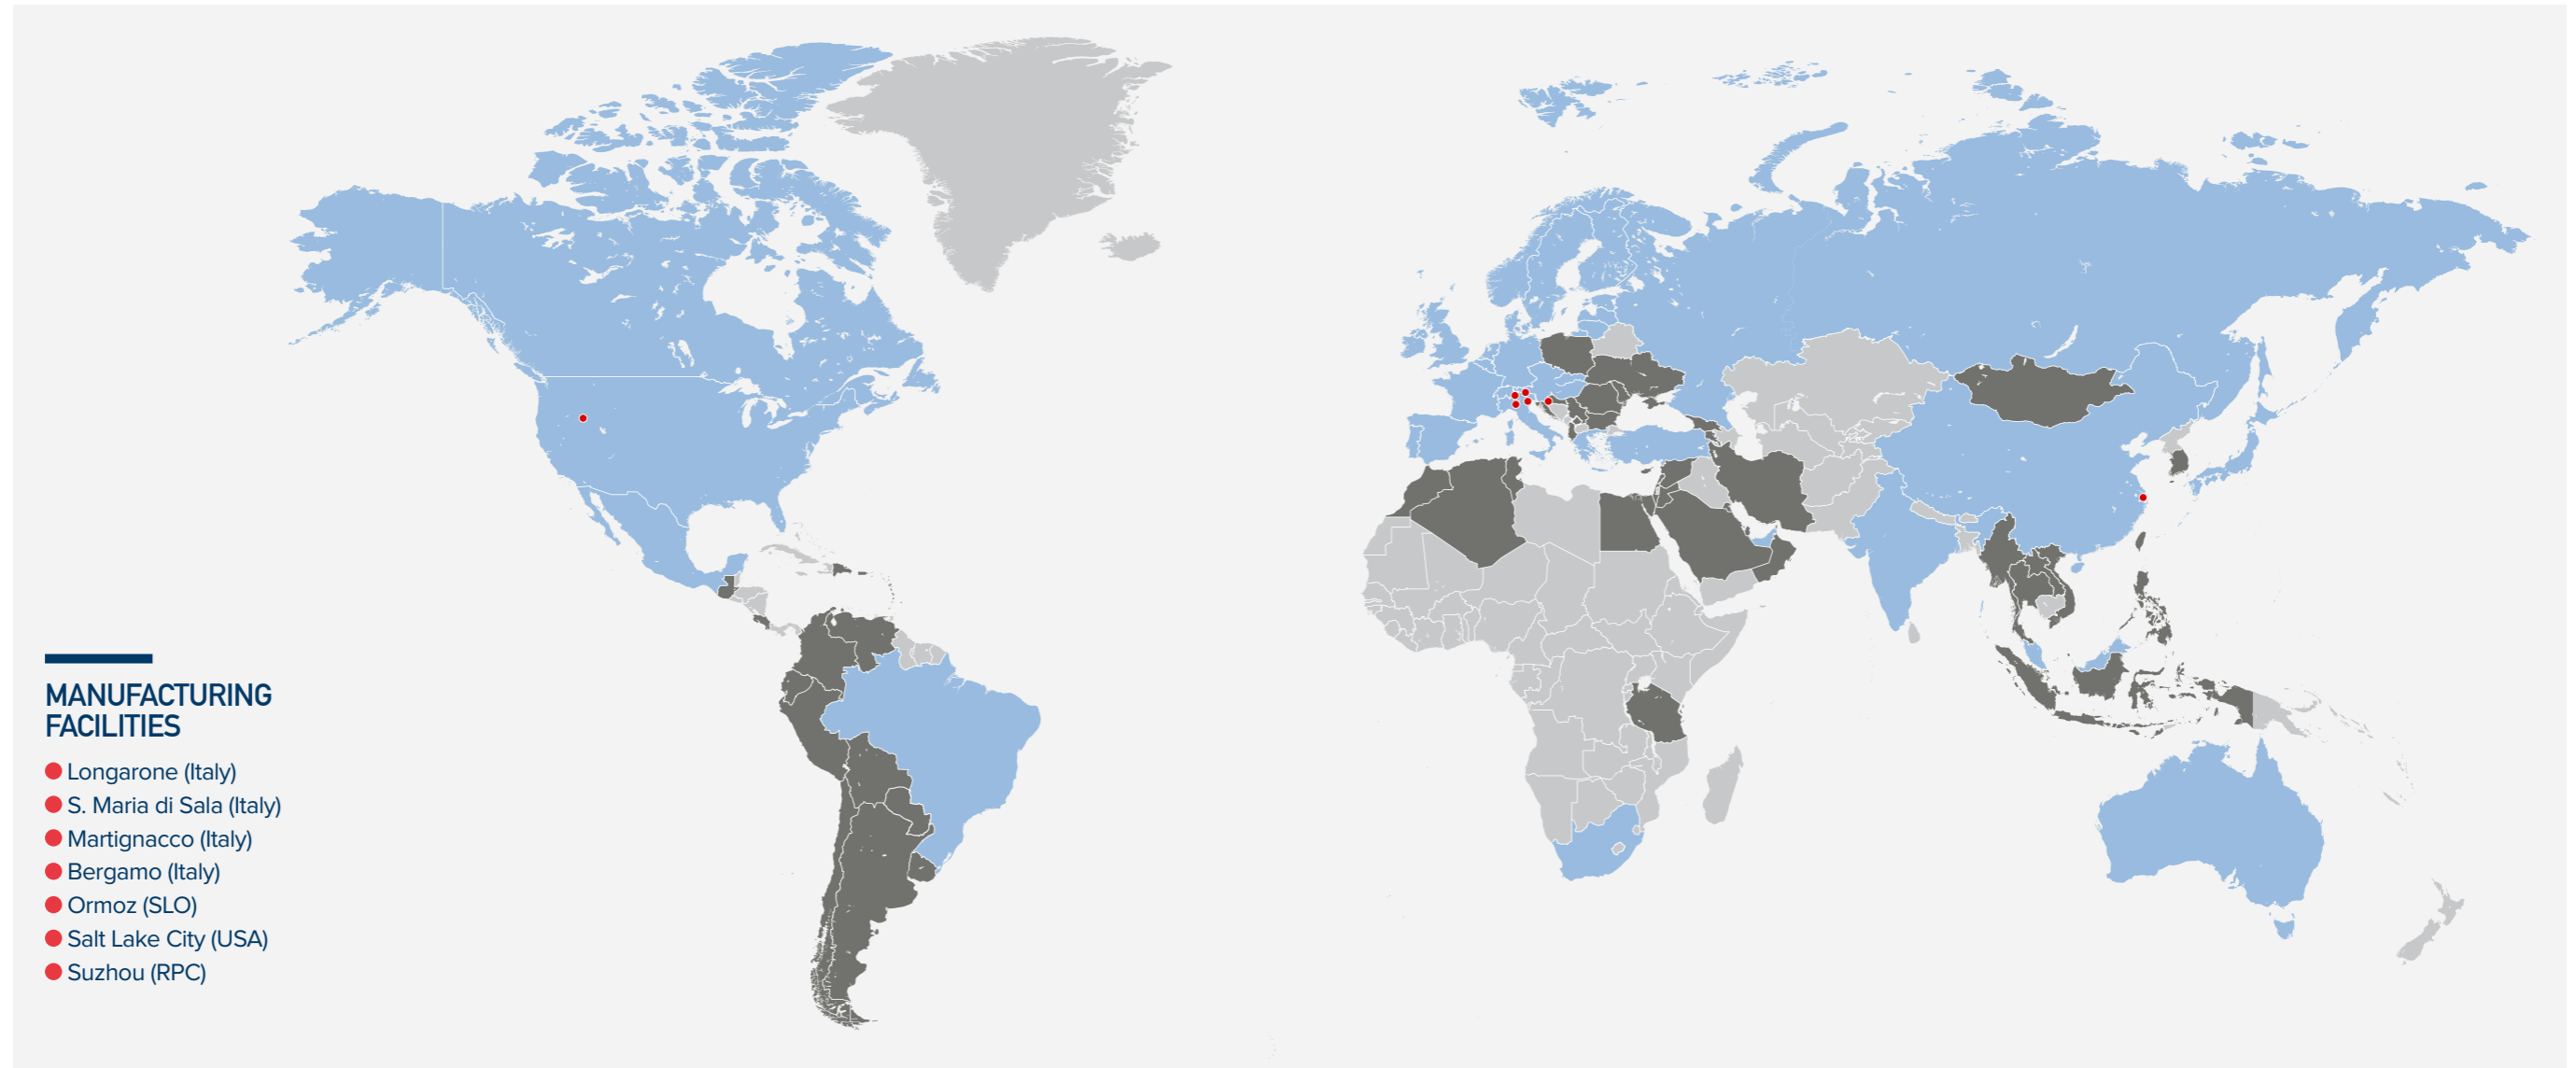 MANUFACTURING
FACILITIES
Longarone (Italy)
S. Maria di Sala (Italy)
Martignacco (Italy)
Bergamo (Italy)
Ormoz (SLO)
Salt Lake City (USA)
Suzhou (RPC)